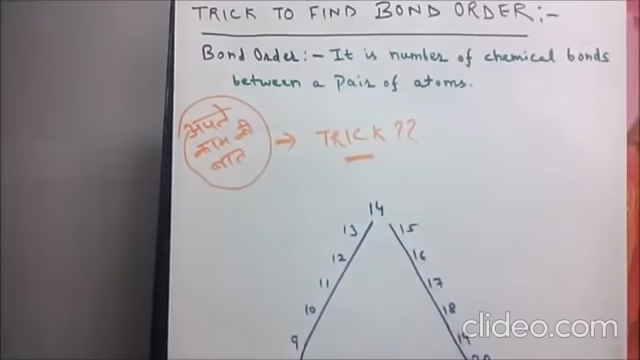 TRICK TO FIND BOND ORDER:-
Bond Order:- It is number of chemical bonds
between a pair of atoms.
अपने
काम की
बात
→ TRICK??
14
13 15
12 16
11 17
10 18
9 19
20
clideo.com